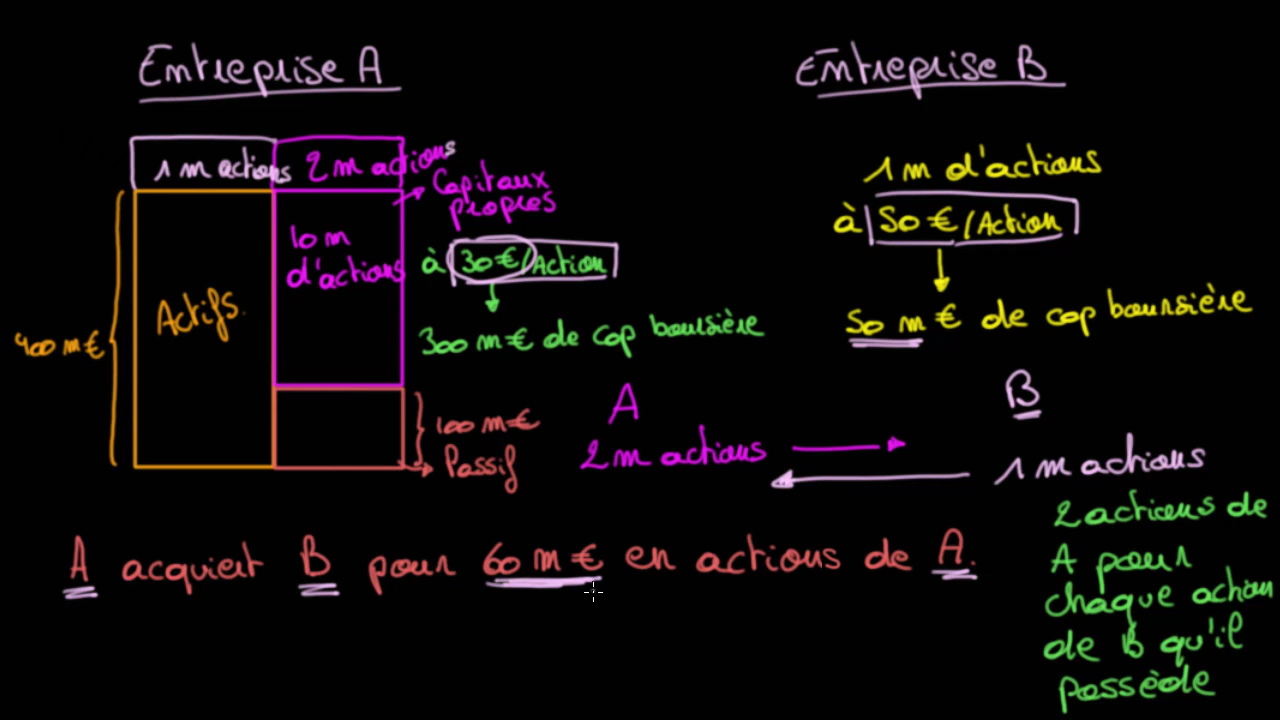 Entreprise A
1 m actions
2 m actions
Capitaux
propres
10 m
d'actions
à 30 €/Action
Actifs.
400 m €
300 m € de cap boursière
100 m €
Passif
Entreprise B
1 m d'actions
à 50 €/Action
50 m € de cap boursière
A
2 m actions
B
1 m actions
2 actions de
A pour
chaque action
de B qu'il
possède
A acquiert B pour 60 m € en actions de A.